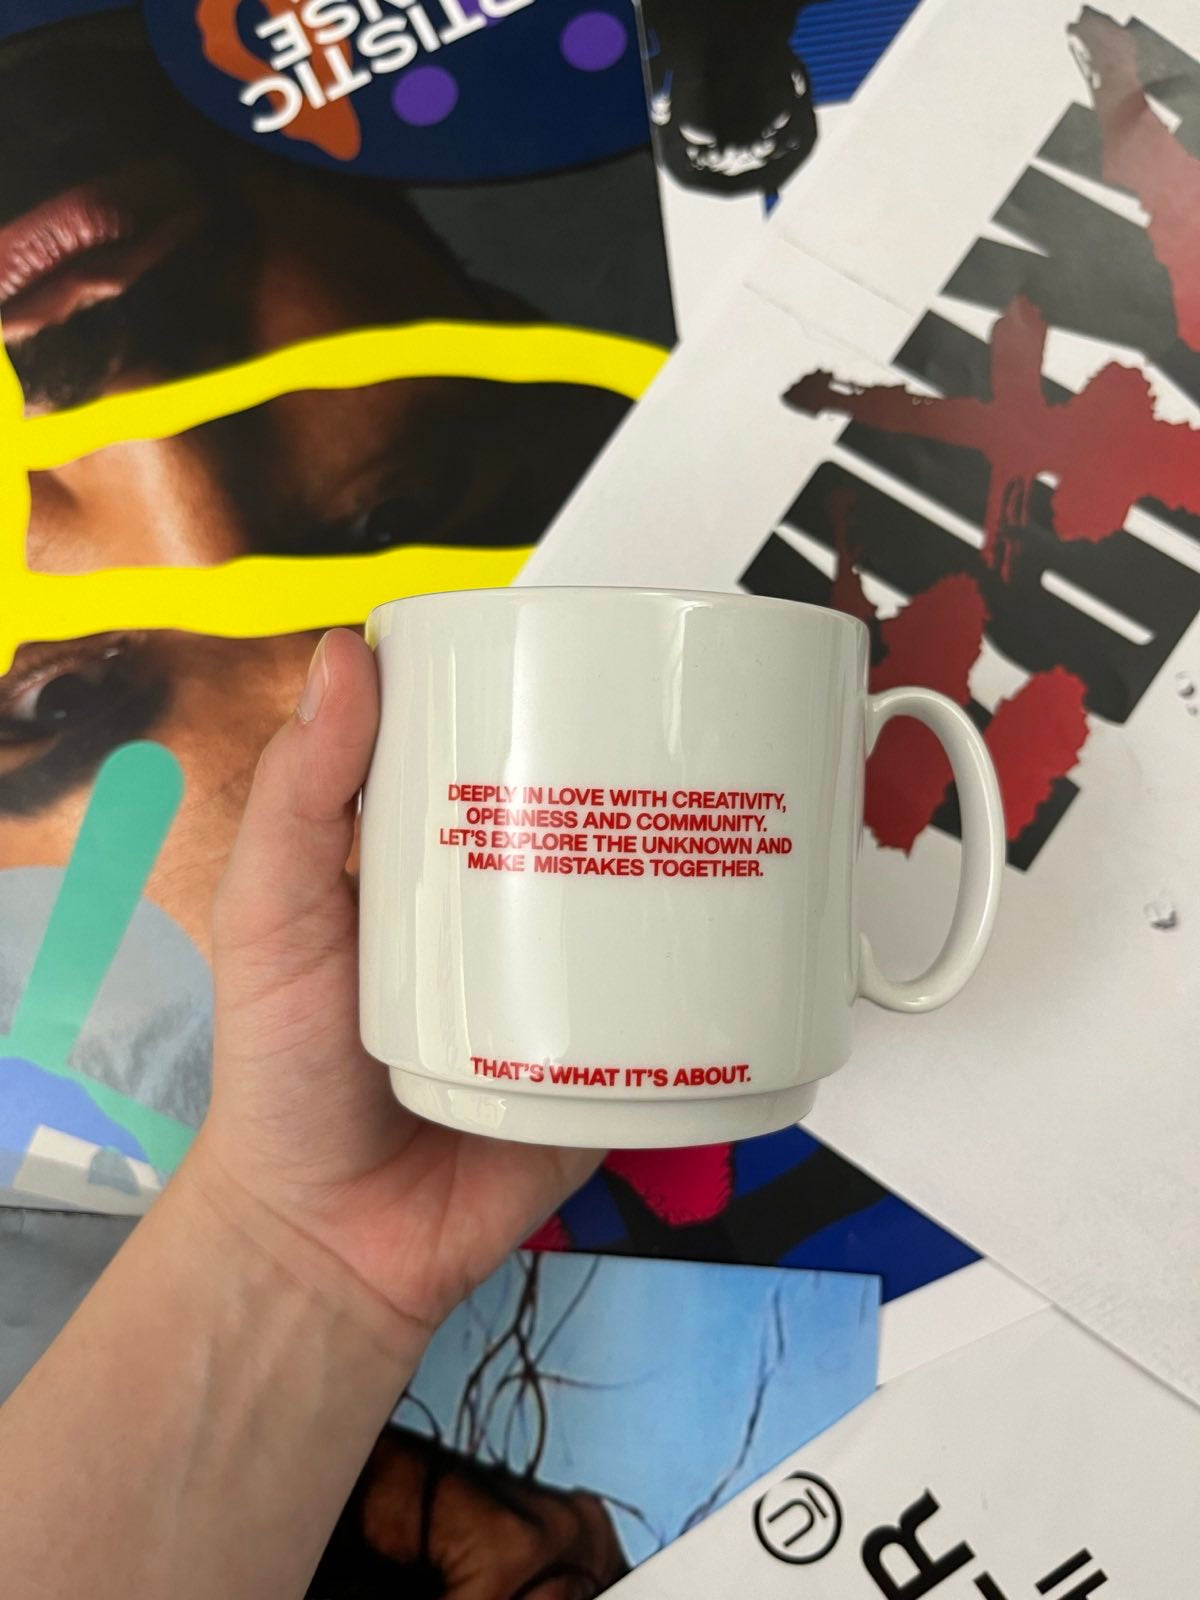 DEEPLY IN LOVE WITH CREATIVITY,
OPENNESS AND COMMUNITY.
LET'S EXPLORE THE UNKNOWN AND
MAKE MISTAKES TOGETHER.
THAT'S WHAT IT'S ABOUT.